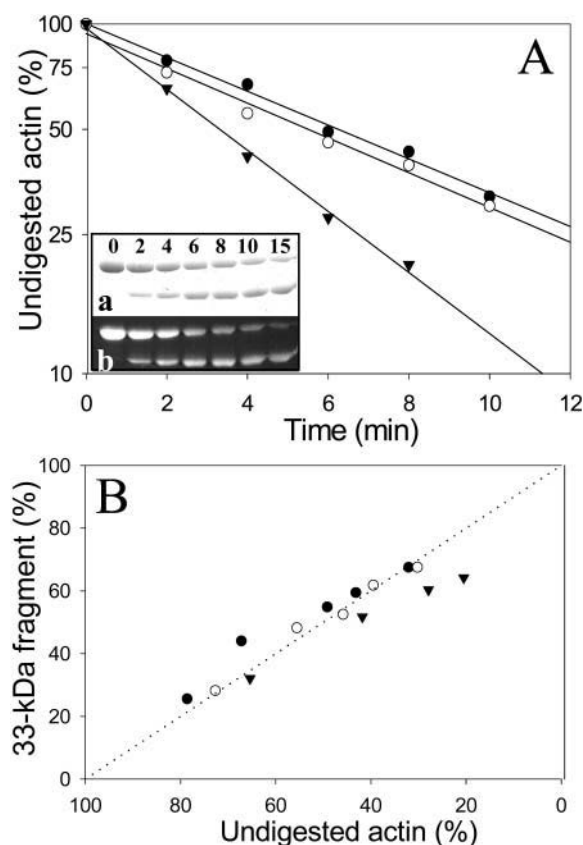 A
Undigested actin (%)
100
75
50
25
10
0 2 4 6 8 10 15
a
b
0 2 4 6 8 10 12
Time (min)
B
33-kDa fragment (%)
100
80
60
40
20
0
100 80 60 40 20 0
Undigested actin (%)